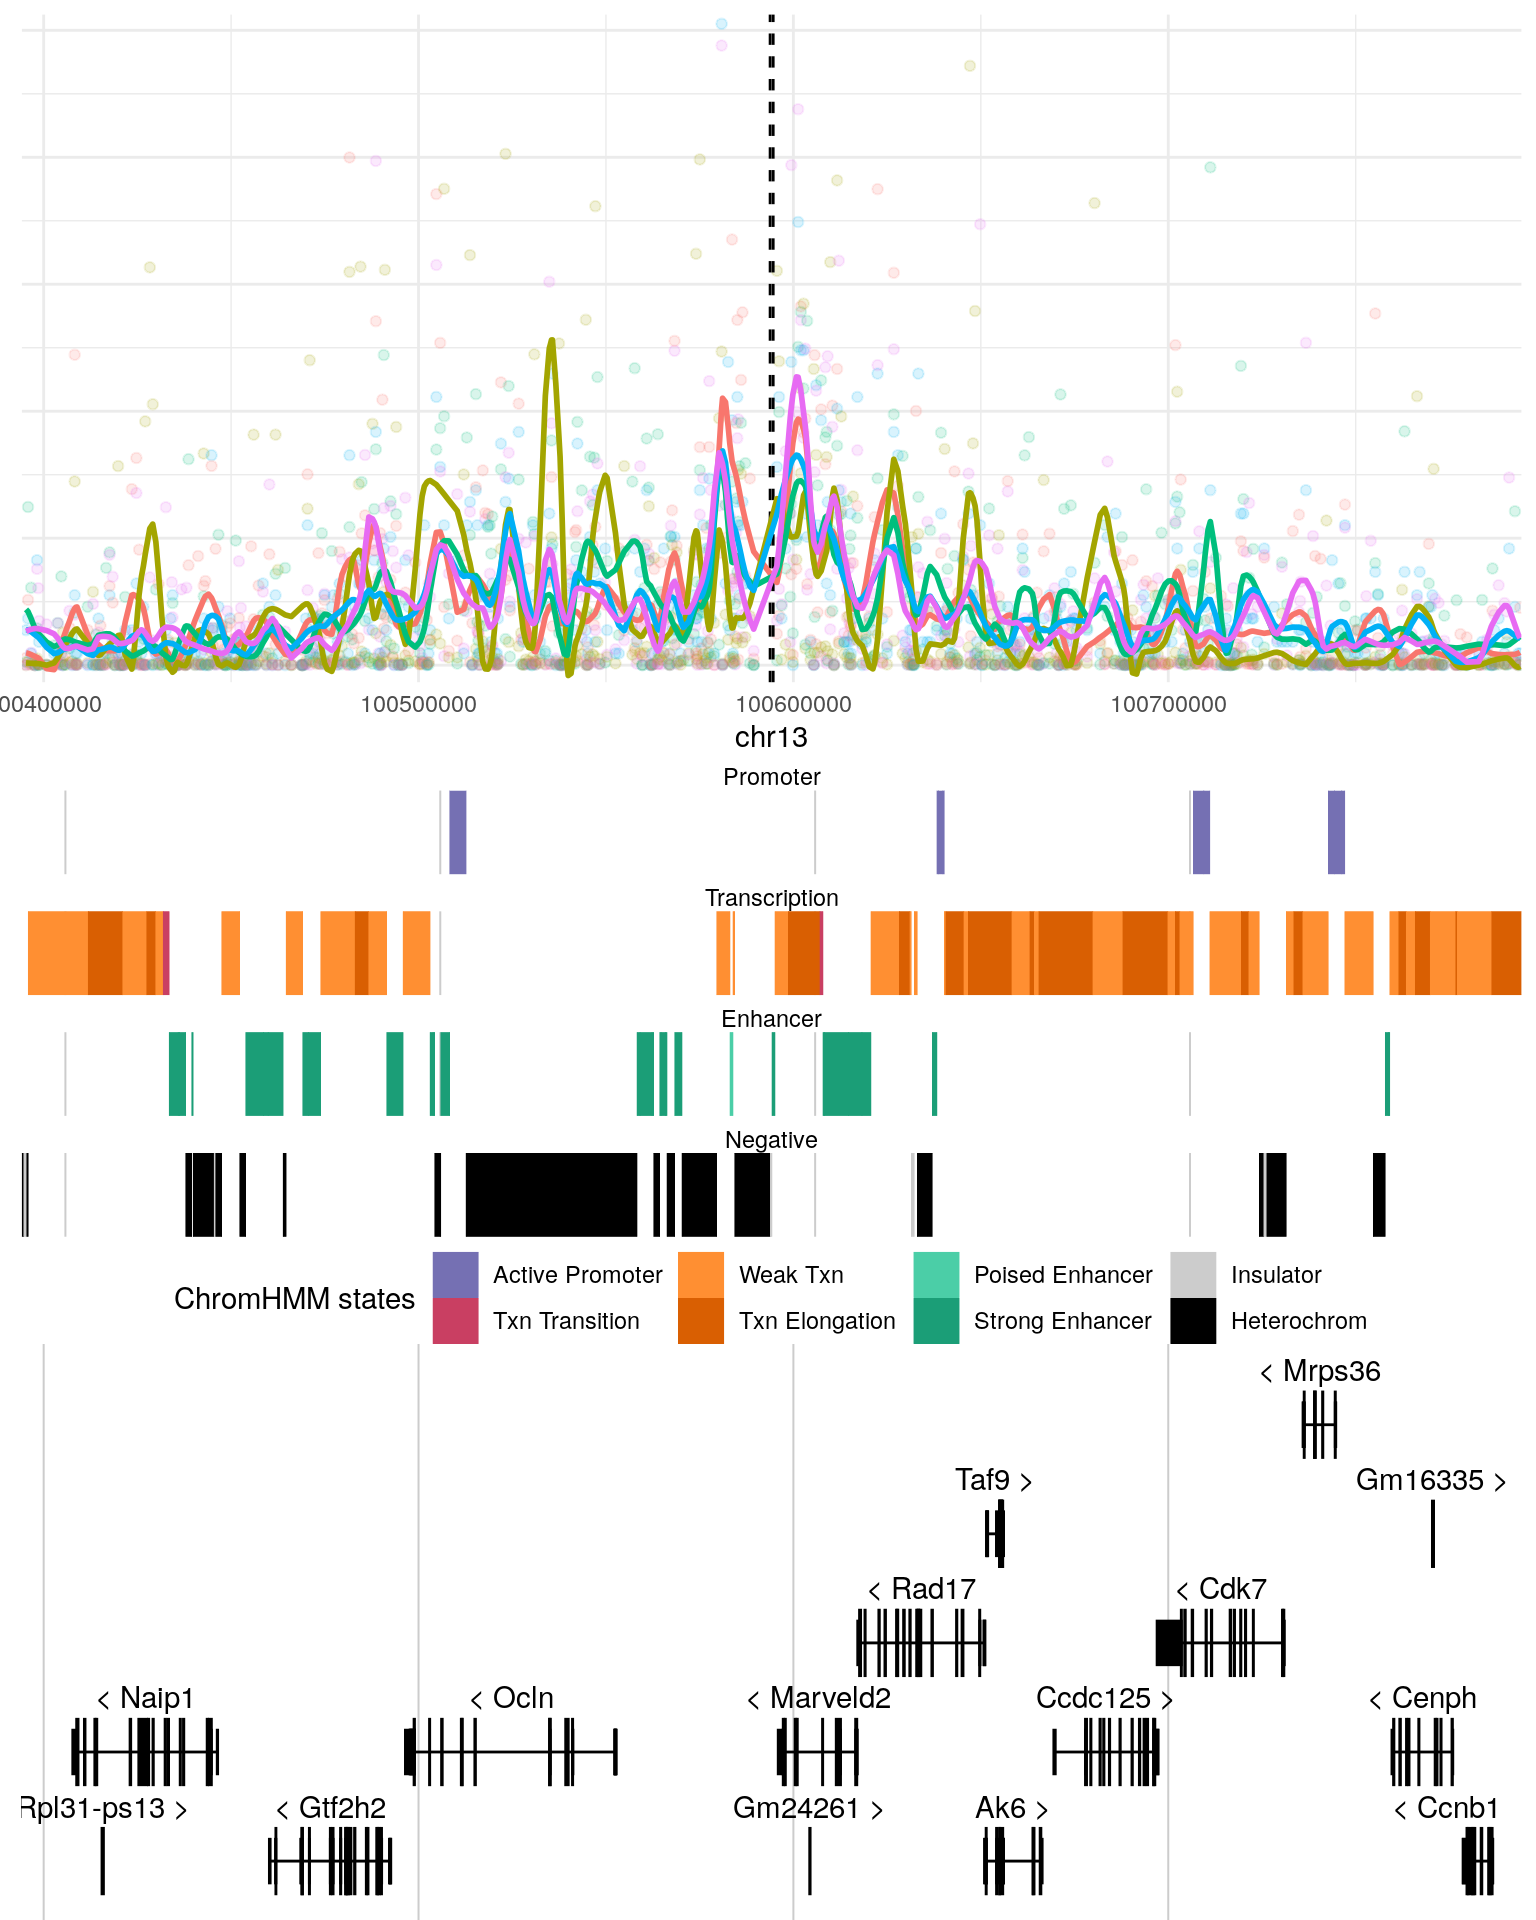 00400000 100500000 100600000 100700000
chr13
Promoter
Transcription
Enhancer
Negative
ChromHMM states
Active Promoter Weak Txn Poised Enhancer Insulator
Txn Transition Txn Elongation Strong Enhancer Heterochrom
< Mrps36
Taf9 > Gm16335 >
< Rad17 < Cdk7
< Naip1 < Ocln < Marveld2 Ccdc125 > < Cenph
Rpl31-ps13 > < Gtf2h2 Gm24261 > Ak6 > < Ccnb1